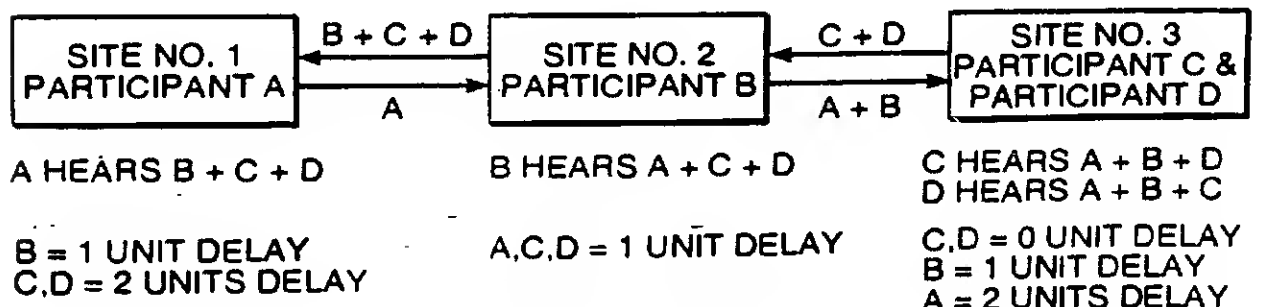 SITE NO. 1
PARTICIPANT A
B + C + D
A
SITE NO. 2
PARTICIPANT B
C + D
A + B
SITE NO. 3
PARTICIPANT C &
PARTICIPANT D
A HEARS B + C + D
B = 1 UNIT DELAY
C,D = 2 UNITS DELAY
B HEARS A + C + D
A,C,D = 1 UNIT DELAY
C HEARS A + B + D
D HEARS A + B + C
C,D = 0 UNIT DELAY
B = 1 UNIT DELAY
A = 2 UNITS DELAY